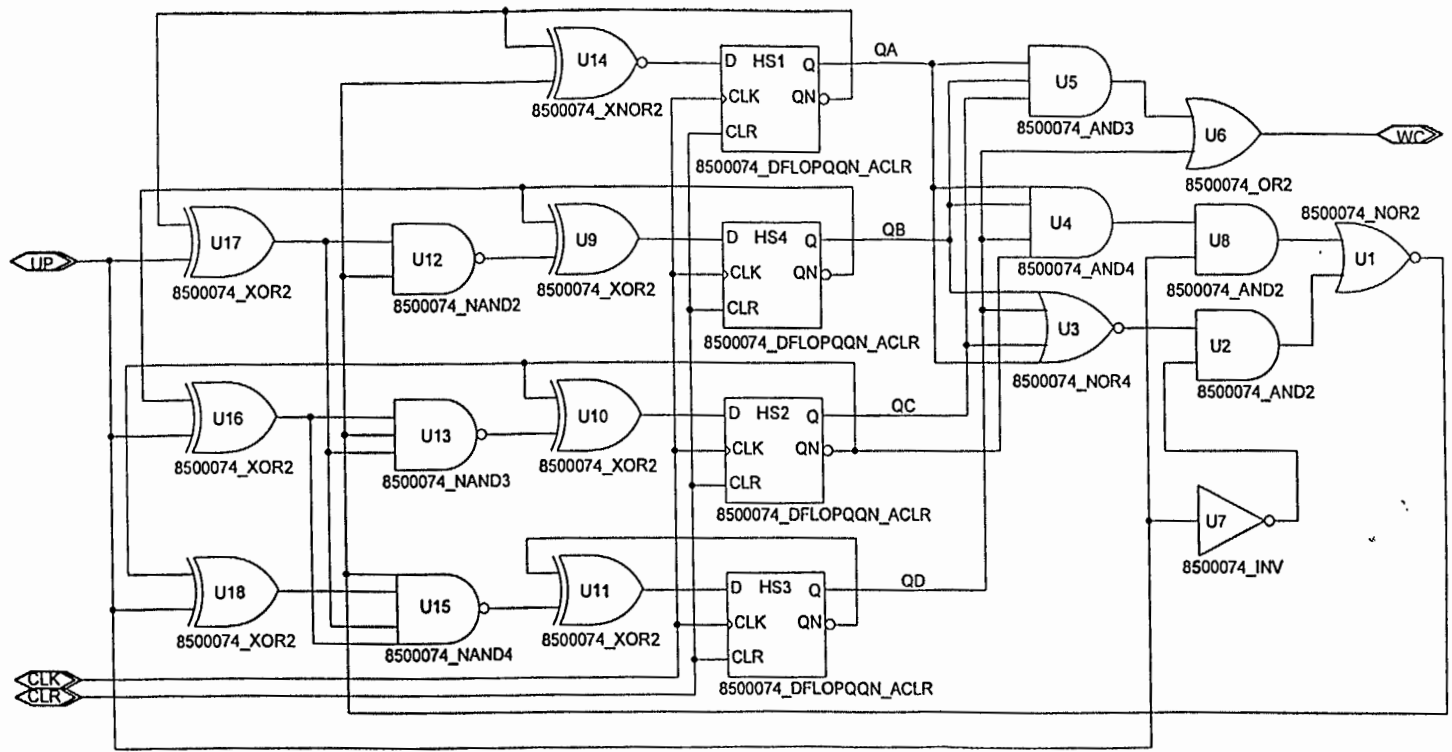 U14
8500074_XNOR2
D HS1 Q
CLK QN
CLR
8500074_DFLOPQQN_ACLR
QA
U5
8500074_AND3
U6
8500074_OR2
WC
UP
U17
8500074_XOR2
U12
8500074_NAND2
U9
8500074_XOR2
D HS4 Q
CLK QN
CLR
8500074_DFLOPQQN_ACLR
QB
U4
8500074_AND4
U8
8500074_AND2
8500074_NOR2
U1
U3
8500074_NOR4
U2
8500074_AND2
U16
8500074_XOR2
U13
8500074_NAND3
U10
8500074_XOR2
D HS2 Q
CLK QN
CLR
8500074_DFLOPQQN_ACLR
QC
U7
8500074_INV
U18
8500074_XOR2
U15
8500074_NAND4
U11
8500074_XOR2
D HS3 Q
CLK QN
CLR
8500074_DFLOPQQN_ACLR
QD
CLK
CLR